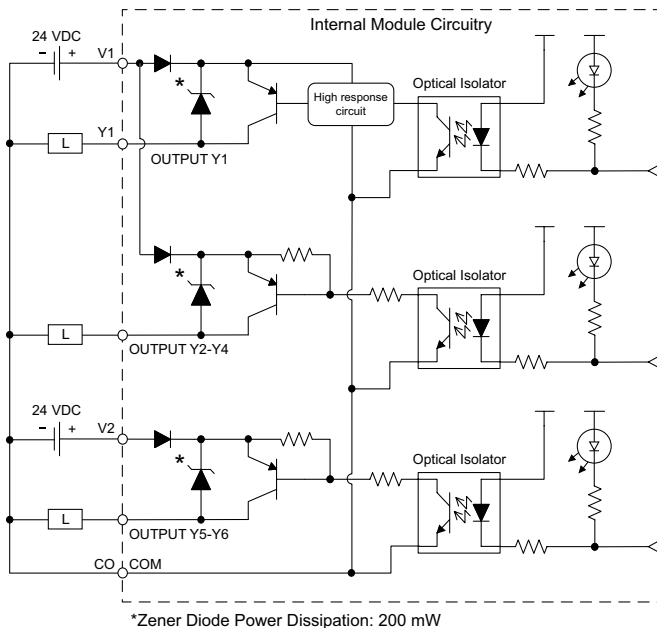 Internal Module Circuitry
24 VDC
− + V1
*
High response
circuit
Optical Isolator
Y1
L
OUTPUT Y1
*
Optical Isolator
L
OUTPUT Y2-Y4
24 VDC
− + V2
*
Optical Isolator
L
OUTPUT Y5-Y6
CO COM
*Zener Diode Power Dissipation: 200 mW